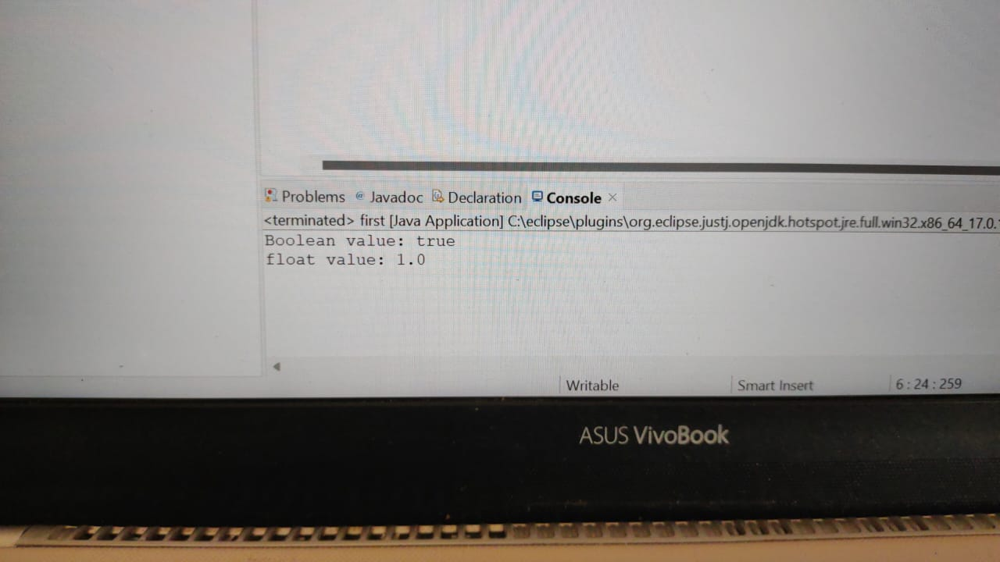 Problems @ Javadoc Declaration Console ×
<terminated> first [Java Application] C:\eclipse\plugins\org.eclipse.justj.openjdk.hotspot.jre.full.win32.x86_64_17.0.
Boolean value: true
float value: 1.0
Writable Smart Insert 6 : 24 : 259
ASUS VivoBook